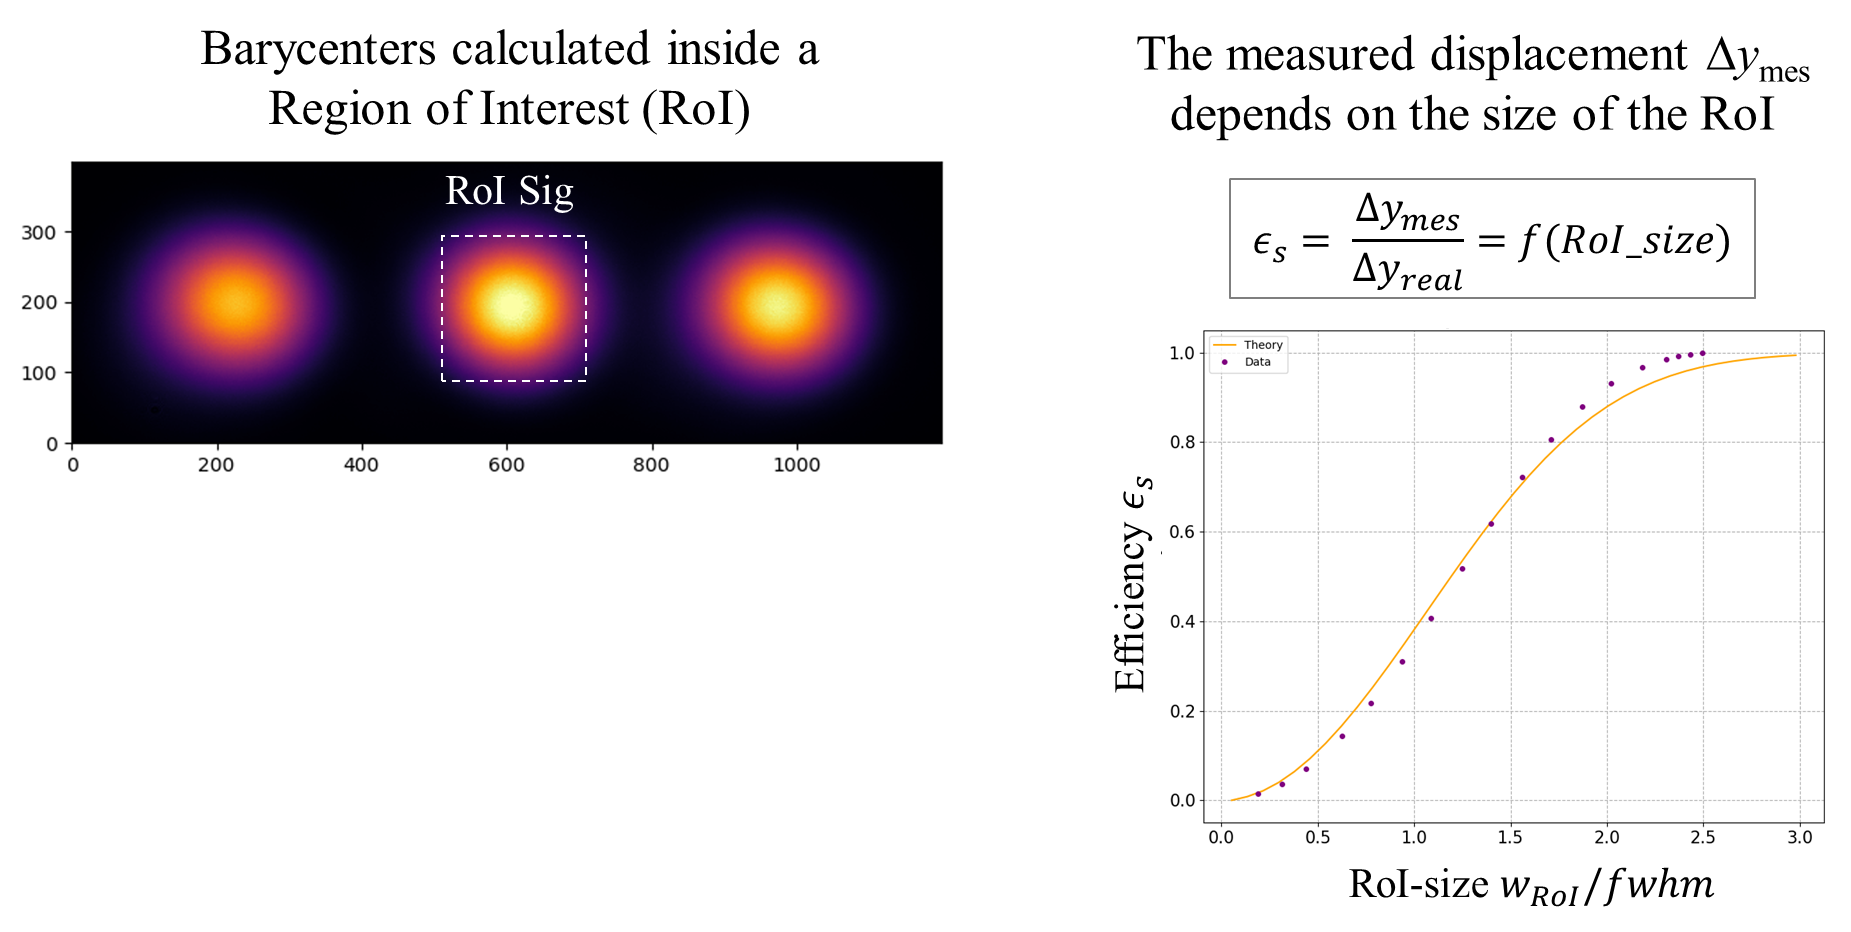 Barycenters calculated inside a
Region of Interest (RoI)
RoI Sig
300
200
100
0
0 200 400 600 800 1000
The measured displacement Δy_mes
depends on the size of the RoI
ϵ_s = Δy_mes / Δy_real = f(RoI_size)
Theory
Data
1.0
0.8
0.6
0.4
0.2
0.0
0.0 0.5 1.0 1.5 2.0 2.5 3.0
Efficiency ϵ_s
RoI-size w_RoI/fwhm